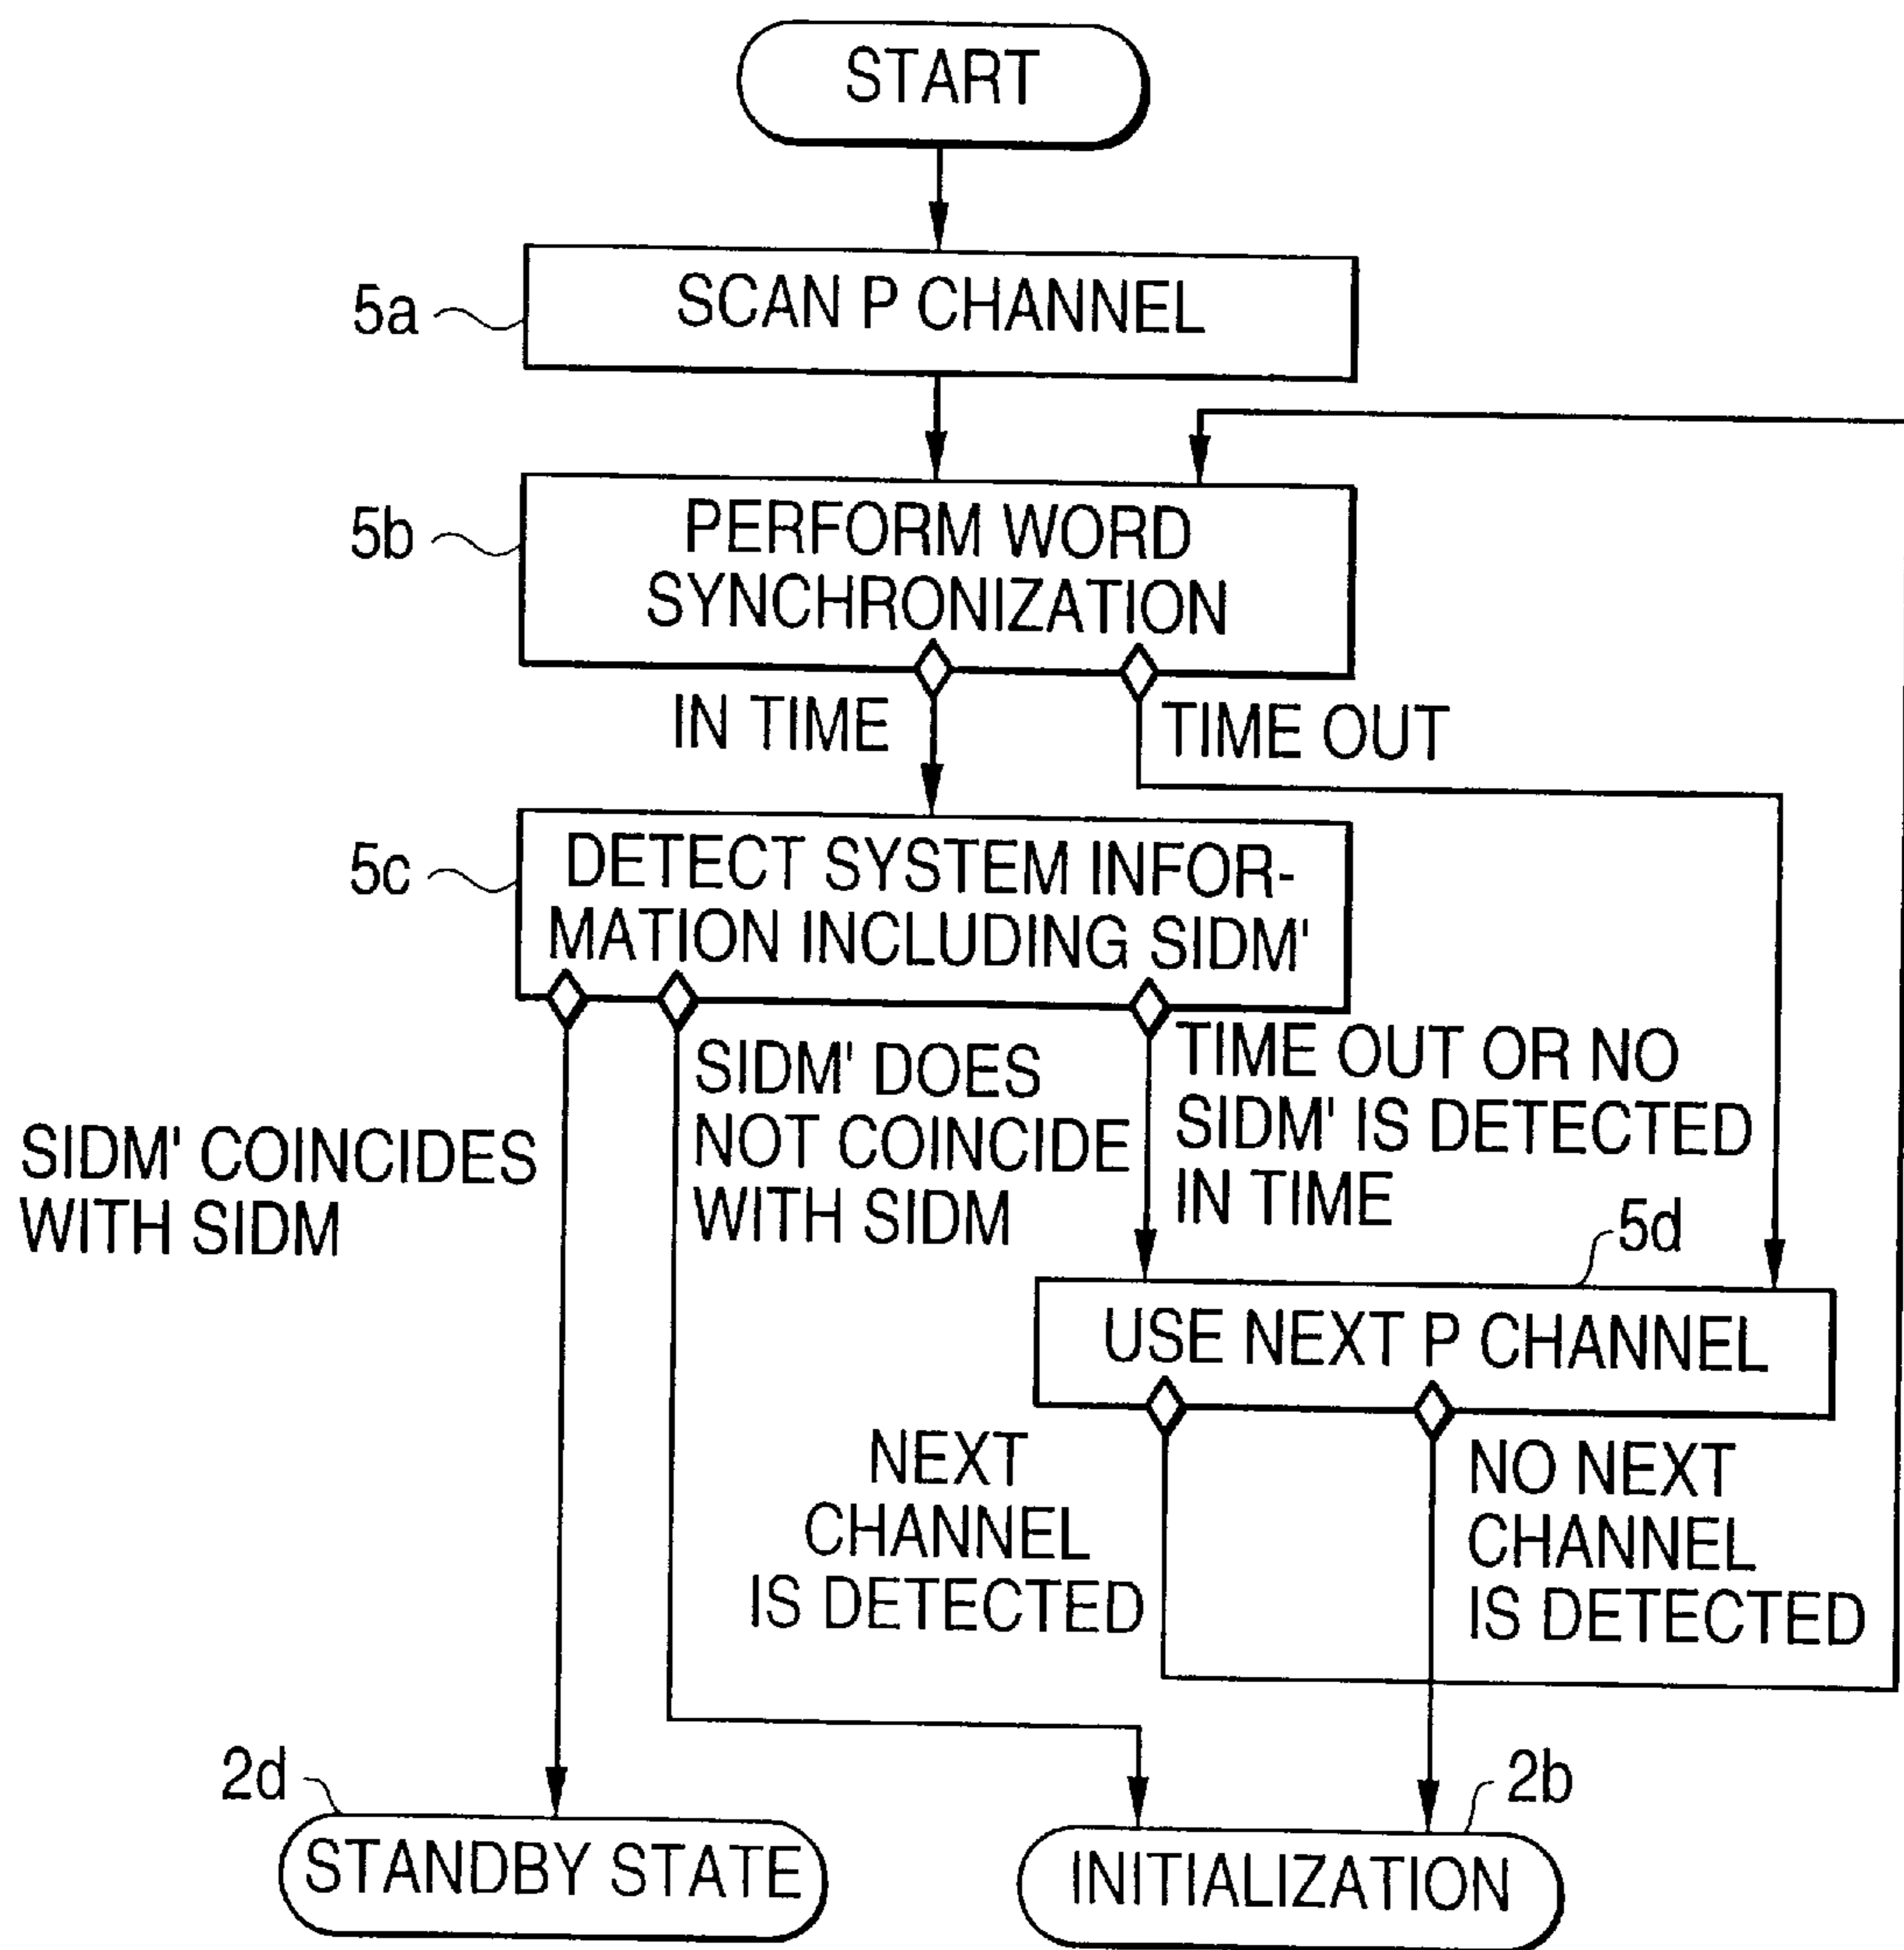 START
5a
SCAN P CHANNEL
5b
PERFORM WORD
SYNCHRONIZATION
IN TIME
TIME OUT
5c
DETECT SYSTEM INFOR-
MATION INCLUDING SIDM'
SIDM' COINCIDES
WITH SIDM
SIDM' DOES
NOT COINCIDE
WITH SIDM
TIME OUT OR NO
SIDM' IS DETECTED
IN TIME
5d
USE NEXT P CHANNEL
NEXT
CHANNEL
IS DETECTED
NO NEXT
CHANNEL
IS DETECTED
2d
STANDBY STATE
2b
INITIALIZATION